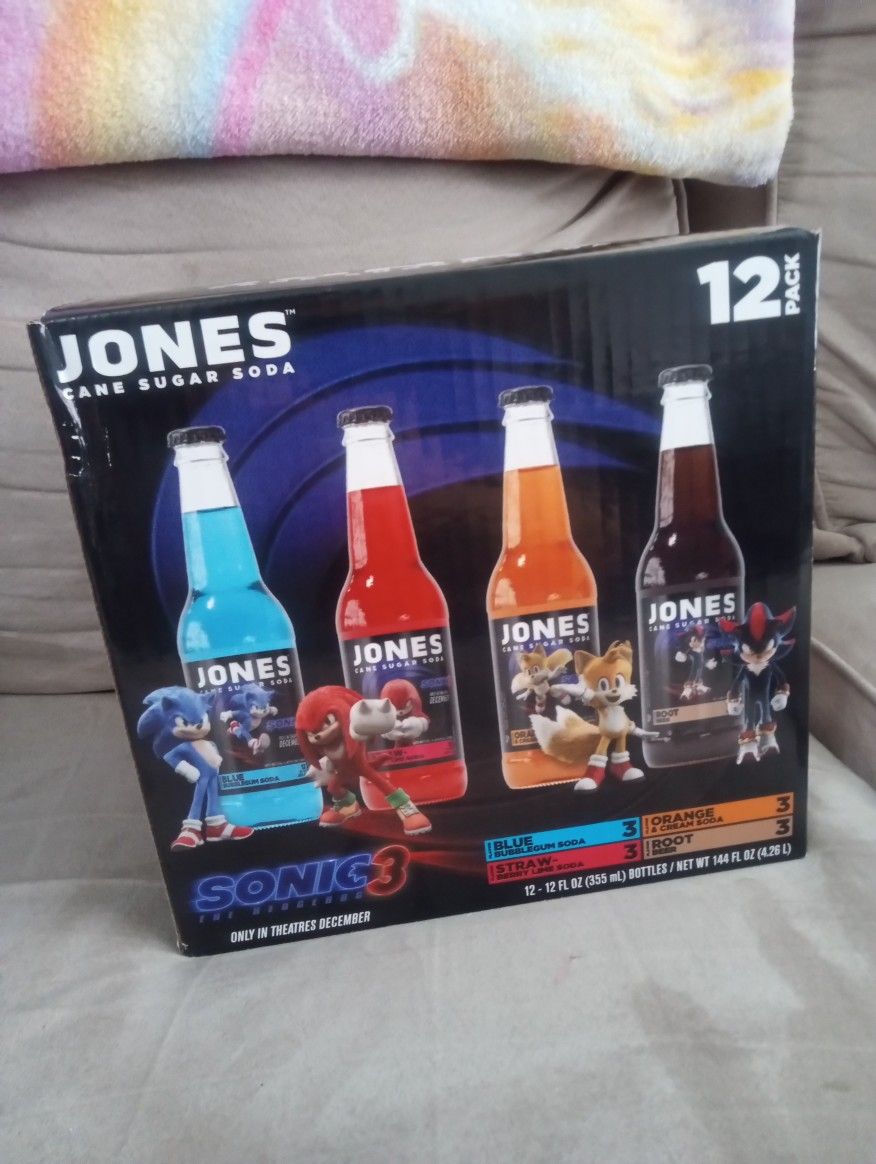 JONES™
CANE SUGAR SODA
12 PACK
JONES
CANE SUGAR SODA
BLUE
BUBBLEGUM SODA
JONES
CANE SUGAR SODA
STRAW-
JONES
CANE SUGAR SODA
JONES
CANE SUGAR SODA
ROOT
BEER
BLUE 3
BUBBLEGUM SODA
STRAW- 3
BERRY LIME SODA
ORANGE 3
& CREAM SODA
ROOT 3
BEER
12 - 12 FL OZ (355 mL) BOTTLES / NET WT 144 FL OZ (4.26 L)
SONIC 3
THE HEDGEHOG
ONLY IN THEATRES DECEMBER